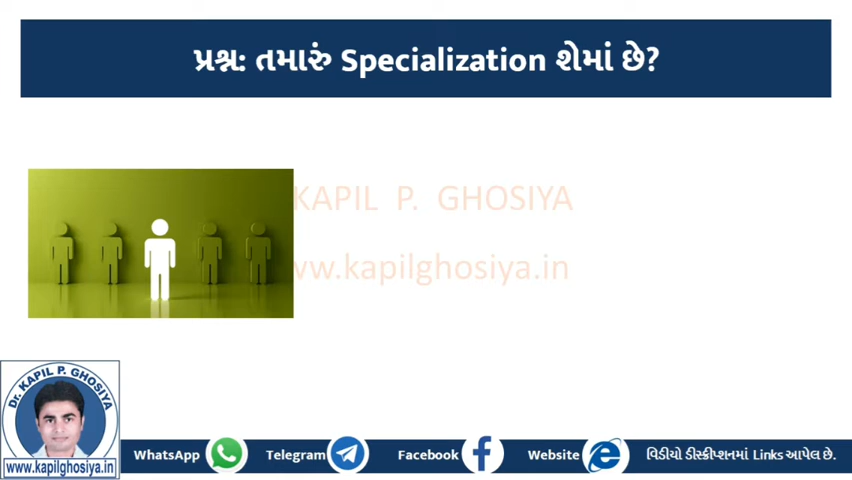 પ્રશ્ન: તમારું Specialization શેમાં છે?
KAPIL P. GHOSIYA
www.kapilghosiya.in
Dr. KAPIL P. GHOSIYA
www.kapilghosiya.in
WhatsApp Telegram Facebook Website વિડીયો ડીસ્ક્રીપ્શનમાં Links આપેલ છે.